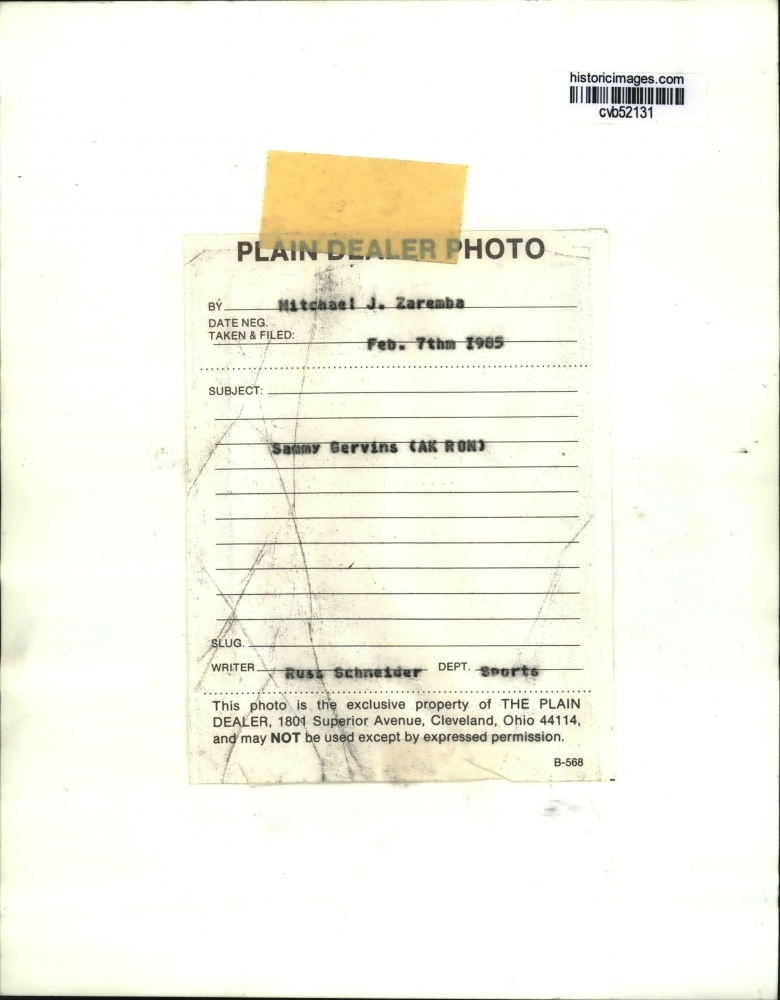 historicimages.com
cvb52131
PLAIN DEALER PHOTO
BY Mitchael J. Zaremba
DATE NEG.
TAKEN & FILED: Feb. 7thm I985
SUBJECT:
Sammy Gervins (AK RON)
SLUG.
WRITER Russ Schneider DEPT. Sports
This photo is the exclusive property of THE PLAIN
DEALER, 1801 Superior Avenue, Cleveland, Ohio 44114,
and may NOT be used except by expressed permission.
B-568